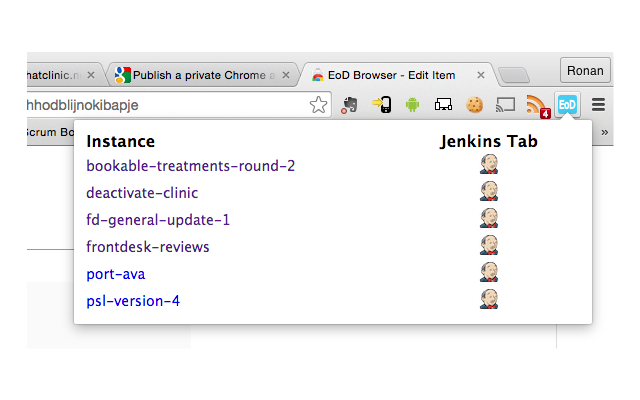 hatclinic.n
Publish a private Chrome a
EoD Browser - Edit Item
Ronan
hhodblijnokibapje
4
EoD
Scrum Bo
»
Instance Jenkins Tab
bookable-treatments-round-2
deactivate-clinic
fd-general-update-1
frontdesk-reviews
port-ava
psl-version-4